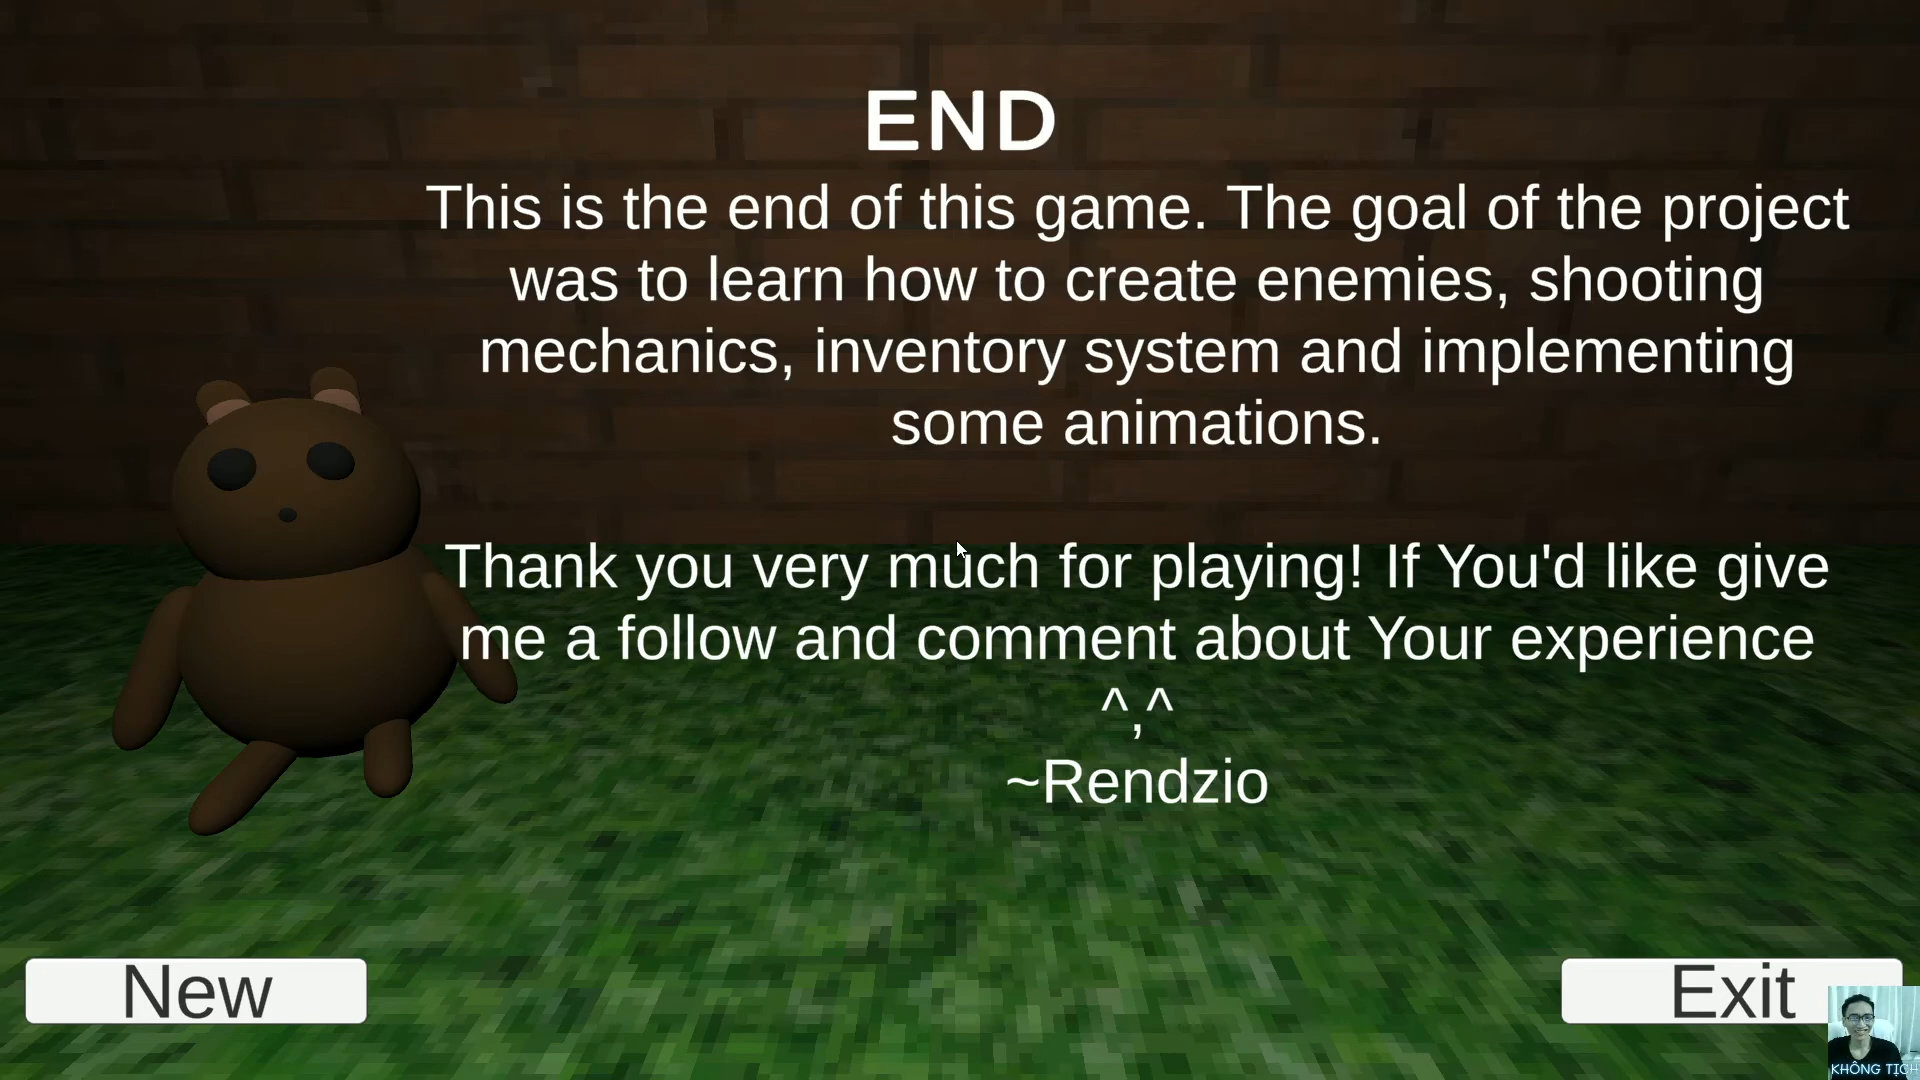 END
This is the end of this game. The goal of the project
was to learn how to create enemies, shooting
mechanics, inventory system and implementing
some animations.
Thank you very much for playing! If You'd like give
me a follow and comment about Your experience
^,^
~Rendzio
New
Exit
KHÔNG TỊCH